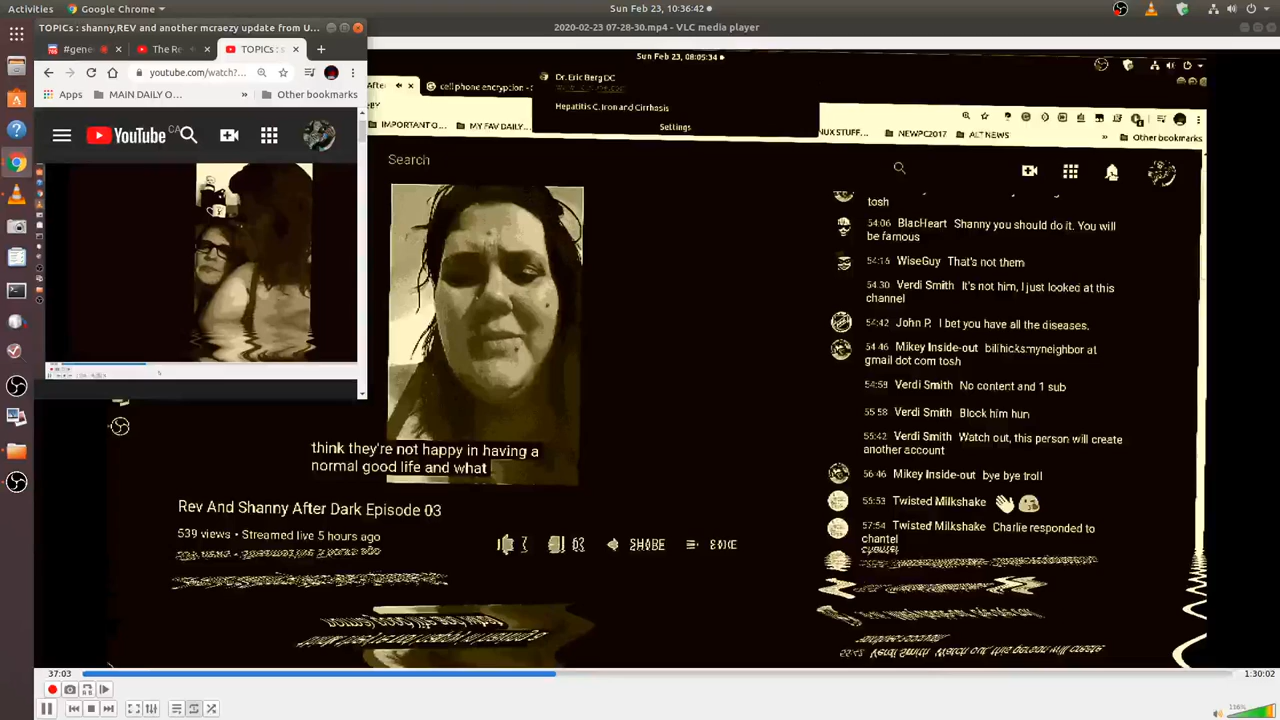 Activities
Google Chrome
Sun Feb 23, 10:36:42
TOPICs : shanny,REV and another mcraezy update from U...
2020-02-23 07-28-30.mp4 - VLC media player
#gene
The Re
TOPICs : s
youtube.com/watch?...
Apps
MAIN DAILY O...
»
Other bookmarks
YouTube CA
Sun Feb 23, 08:05:34
After
cell phone encryption -
Dr. Eric Berg DC
Hepatitis C, Iron and Cirrhosis
Settings
IMPORTANT O...
MY FAV DAILY...
NUX STUFF...
NEWPC2017
ALT NEWS
»
Other bookmarks
Search
tosh
54:06 BlacHeart Shanny you should do it. You will
be famous
54:16 WiseGuy That's not them
54:30 Verdi Smith It's not him, I just looked at this
channel
54:42 John P. I bet you have all the diseases.
54:46 Mikey Inside-out billhicksmyneighbor at
gmail dot com tosh
54:58 Verdi Smith No content and 1 sub
55:58 Verdi Smith Block him hun
55:42 Verdi Smith Watch out, this person will create
another account
56:46 Mikey Inside-out bye bye troll
56:53 Twisted Milkshake
57:54 Twisted Milkshake Charlie responded to
chantel
think they're not happy in having a
normal good life and what
Rev And Shanny After Dark Episode 03
539 views • Streamed live 5 hours ago
37:03
1:30:02
116%